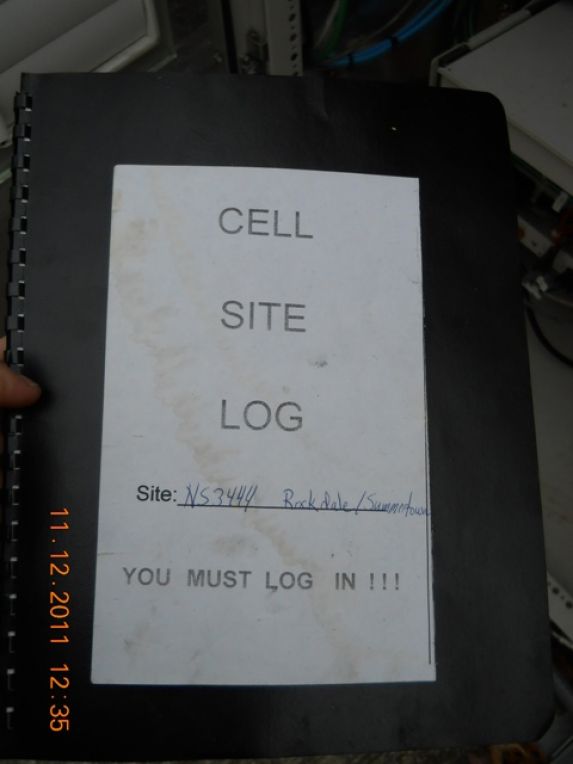 CELL
SITE
LOG
Site: NS3444 Rockdale/Summertown
YOU MUST LOG IN !!!
11.12.2011 12:35